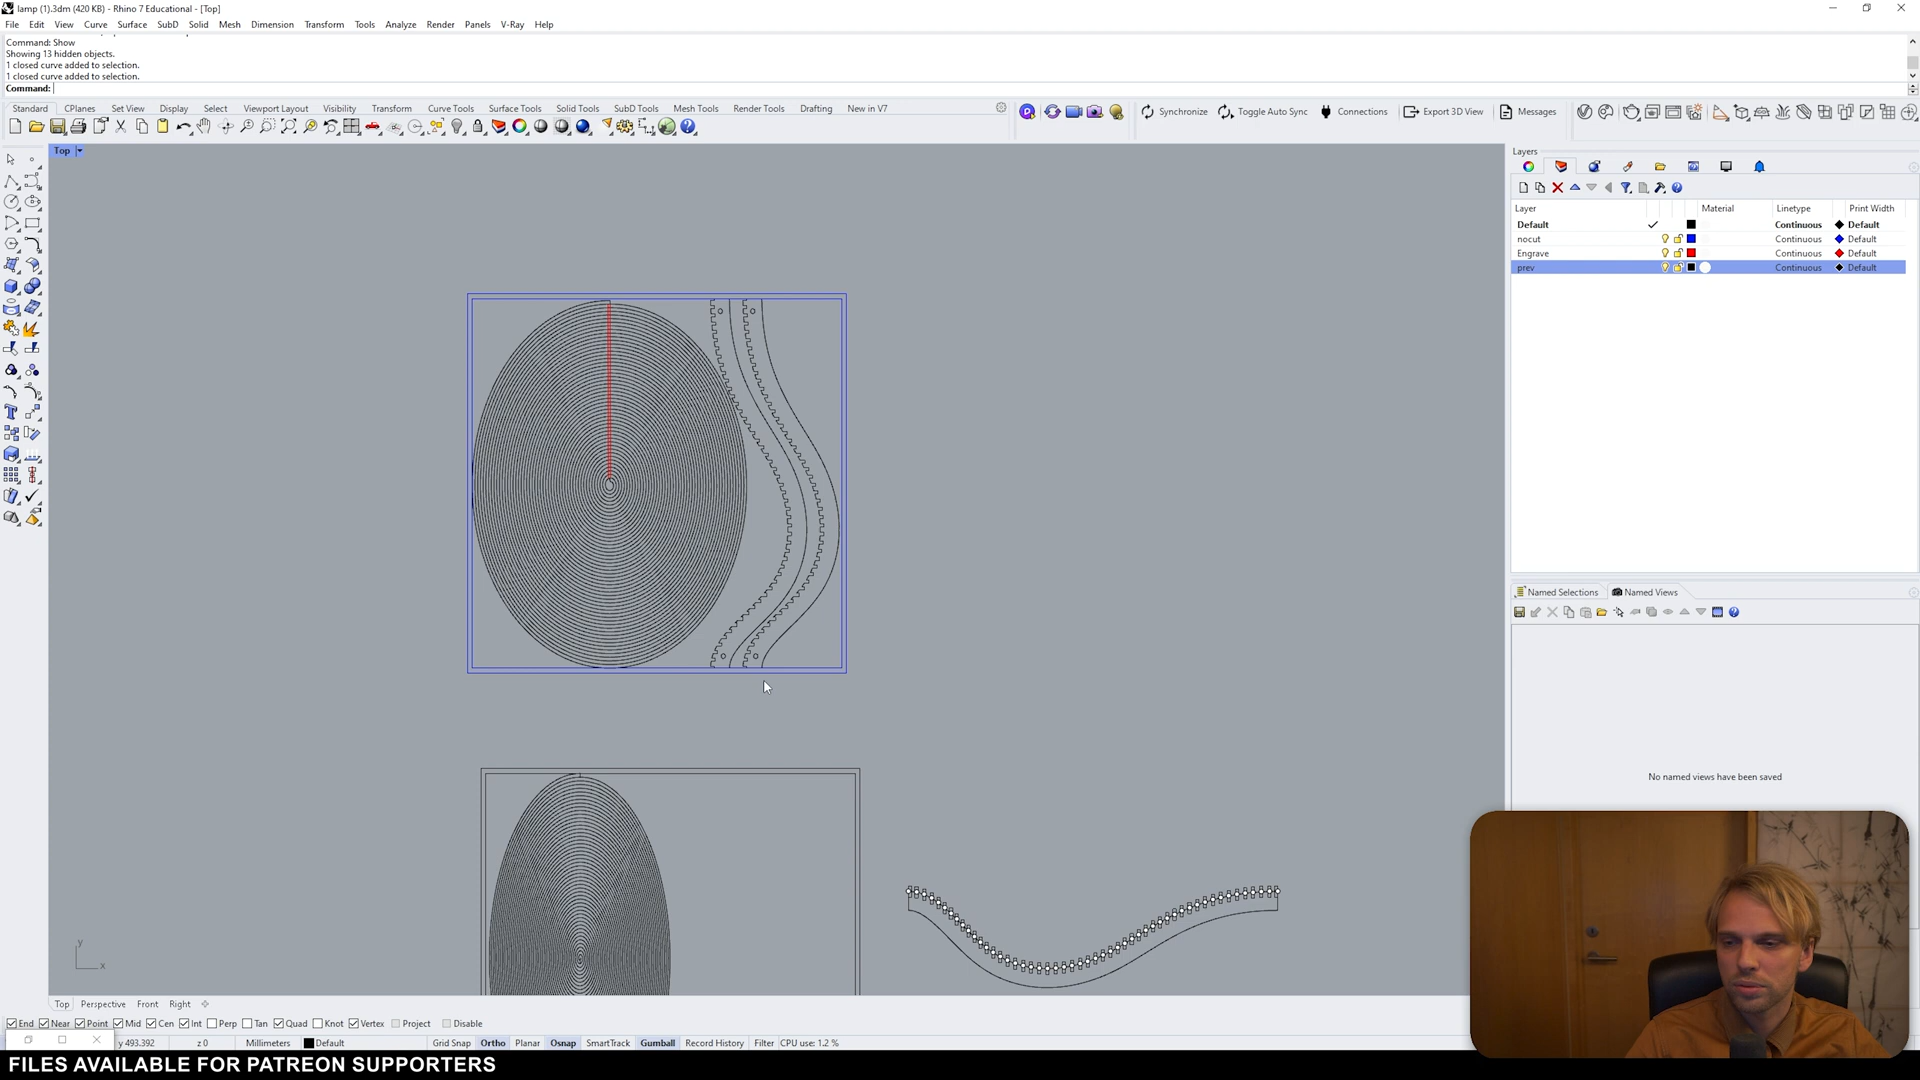 lamp (1).3dm (420 KB) - Rhino 7 Educational - [Top]
File Edit View Curve Surface SubD Solid Mesh Dimension Transform Tools Analyze Render Panels V-Ray Help
Command: Show
Showing 13 hidden objects.
1 closed curve added to selection.
1 closed curve added to selection.
Command:
Standard CPlanes Set View Display Select Viewport Layout Visibility Transform Curve Tools Surface Tools Solid Tools SubD Tools Mesh Tools Render Tools Drafting New in V7
Synchronize Toggle Auto Sync Connections Export 3D View Messages
Top
Layers
Layer Material Linetype Print Width
Default Continuous Default
nocut Continuous Default
Engrave Continuous Default
prev Continuous Default
Named Selections Named Views
No named views have been saved
y
x
Top Perspective Front Right
End Near Point Mid Cen Int Perp Tan Quad Knot Vertex Project Disable
y 493.392 z 0 Millimeters Default Grid Snap Ortho Planar Osnap SmartTrack Gumball Record History Filter CPU use: 1.2 %
FILES AVAILABLE FOR PATREON SUPPORTERS